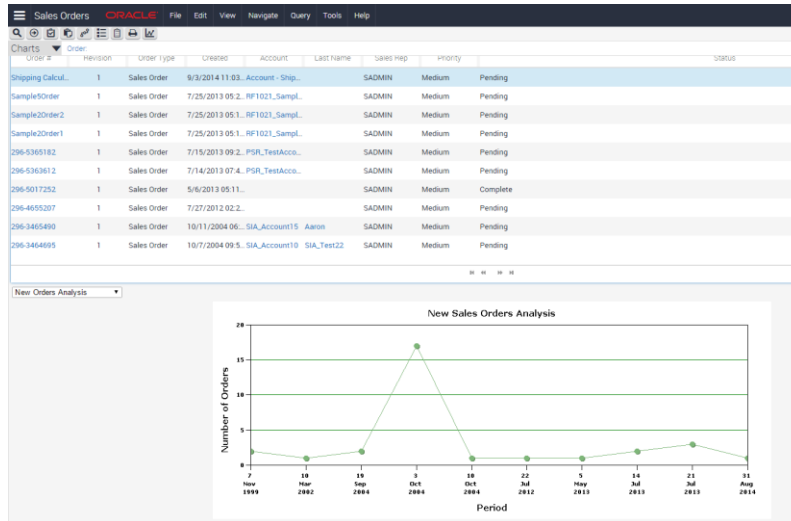 Sales Orders ORACLE File Edit View Navigate Query Tools Help
Charts Order:
Order # Revision Order Type Created Account Last Name Sales Rep Priority Status
Shipping Calcul... 1 Sales Order 9/3/2014 11:03... Account - Ship... SADMIN Medium Pending
Sample5Order 1 Sales Order 7/25/2013 05:2... RF1021_Sampl... SADMIN Medium Pending
Sample2Order2 1 Sales Order 7/25/2013 05:1... RF1021_Sampl... SADMIN Medium Pending
Sample2Order1 1 Sales Order 7/25/2013 05:1... RF1021_Sampl... SADMIN Medium Pending
296-5365182 1 Sales Order 7/15/2013 09:2... PSR_TestAcco... SADMIN Medium Pending
296-5363612 1 Sales Order 7/14/2013 07:4... PSR_TestAcco... SADMIN Medium Pending
296-5017252 1 Sales Order 5/6/2013 05:11... SADMIN Medium Complete
296-4655207 1 Sales Order 7/27/2012 02:2... SADMIN Medium Pending
296-3465490 1 Sales Order 10/11/2004 06:... SIA_Account15 Aaron SADMIN Medium Pending
296-3464695 1 Sales Order 10/7/2004 09:5... SIA_Account10 SIA_Test22 SADMIN Medium Pending
New Orders Analysis
New Sales Orders Analysis
20
15
10
5
0
Number of Orders
7 10 19 3 10 22 5 14 21 31
Nov Mar Sep Oct Oct Jul May Jul Jul Aug
1999 2002 2004 2004 2004 2012 2013 2013 2013 2014
Period